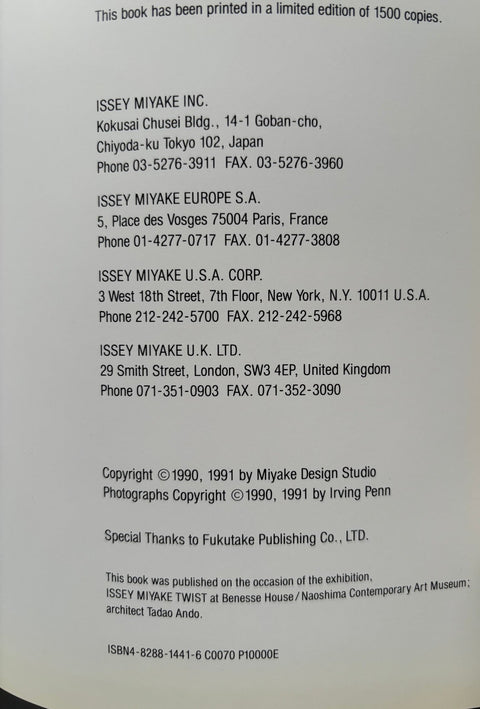 This book has been printed in a limited edition of 1500 copies.
ISSEY MIYAKE INC.
Kokusai Chusei Bldg., 14-1 Goban-cho,
Chiyoda-ku Tokyo 102, Japan
Phone 03-5276-3911 FAX. 03-5276-3960
ISSEY MIYAKE EUROPE S.A.
5, Place des Vosges 75004 Paris, France
Phone 01-4277-0717 FAX. 01-4277-3808
ISSEY MIYAKE U.S.A. CORP.
3 West 18th Street, 7th Floor, New York, N.Y. 10011 U.S.A.
Phone 212-242-5700 FAX. 212-242-5968
ISSEY MIYAKE U.K. LTD.
29 Smith Street, London, SW3 4EP, United Kingdom
Phone 071-351-0903 FAX. 071-352-3090
Copyright ©1990, 1991 by Miyake Design Studio
Photographs Copyright ©1990, 1991 by Irving Penn
Special Thanks to Fukutake Publishing Co., LTD.
This book was published on the occasion of the exhibition,
ISSEY MIYAKE TWIST at Benesse House/Naoshima Contemporary Art Museum;
architect Tadao Ando.
ISBN4-8288-1441-6 C0070 P10000E